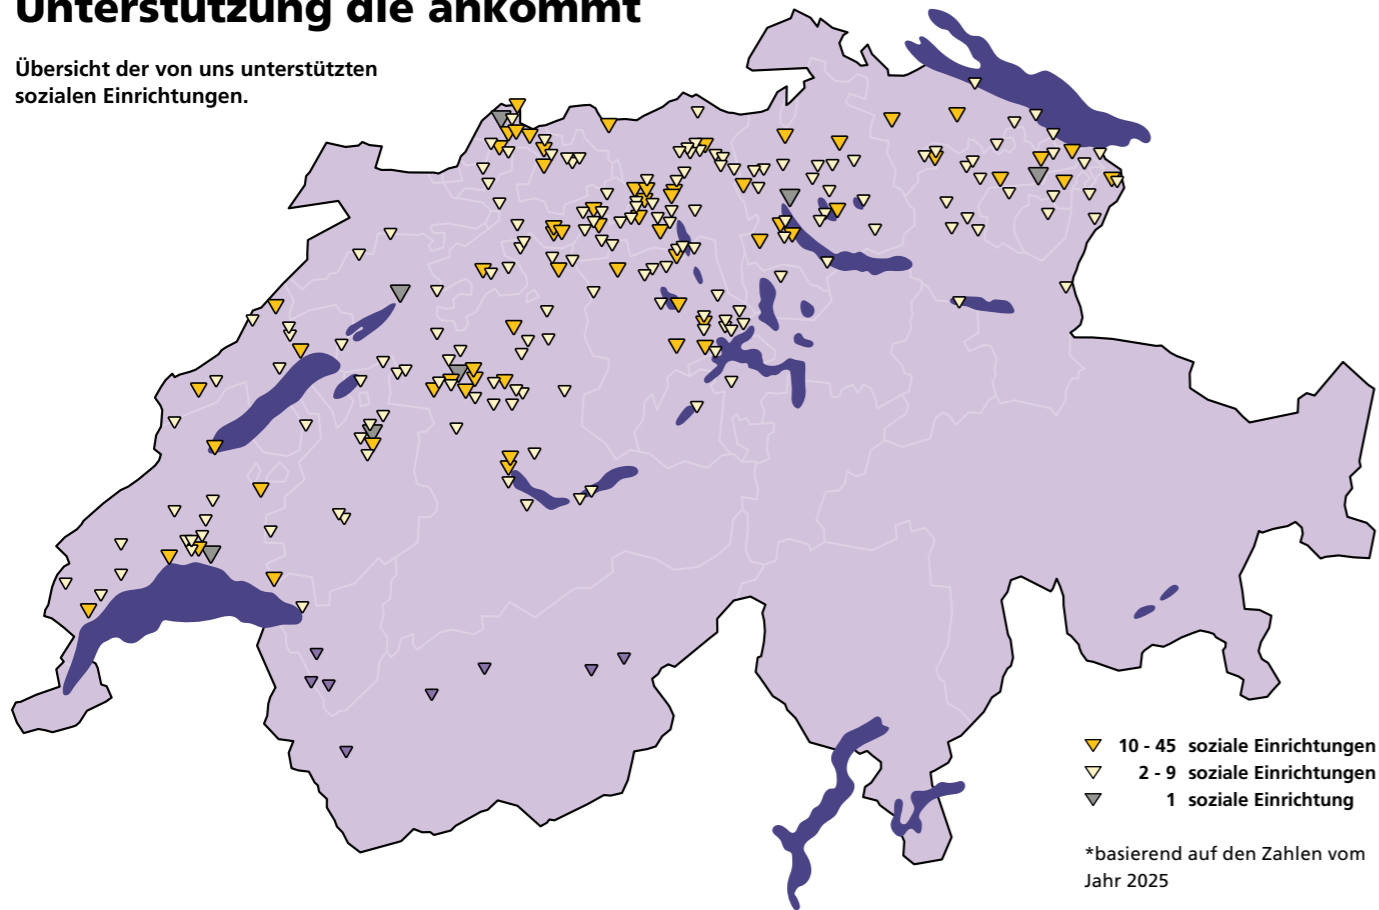 Unterstützung die ankommt
Übersicht der von uns unterstützten
sozialen Einrichtungen.
10 - 45 soziale Einrichtungen
2 - 9 soziale Einrichtungen
1 soziale Einrichtung
*basierend auf den Zahlen vom
Jahr 2025